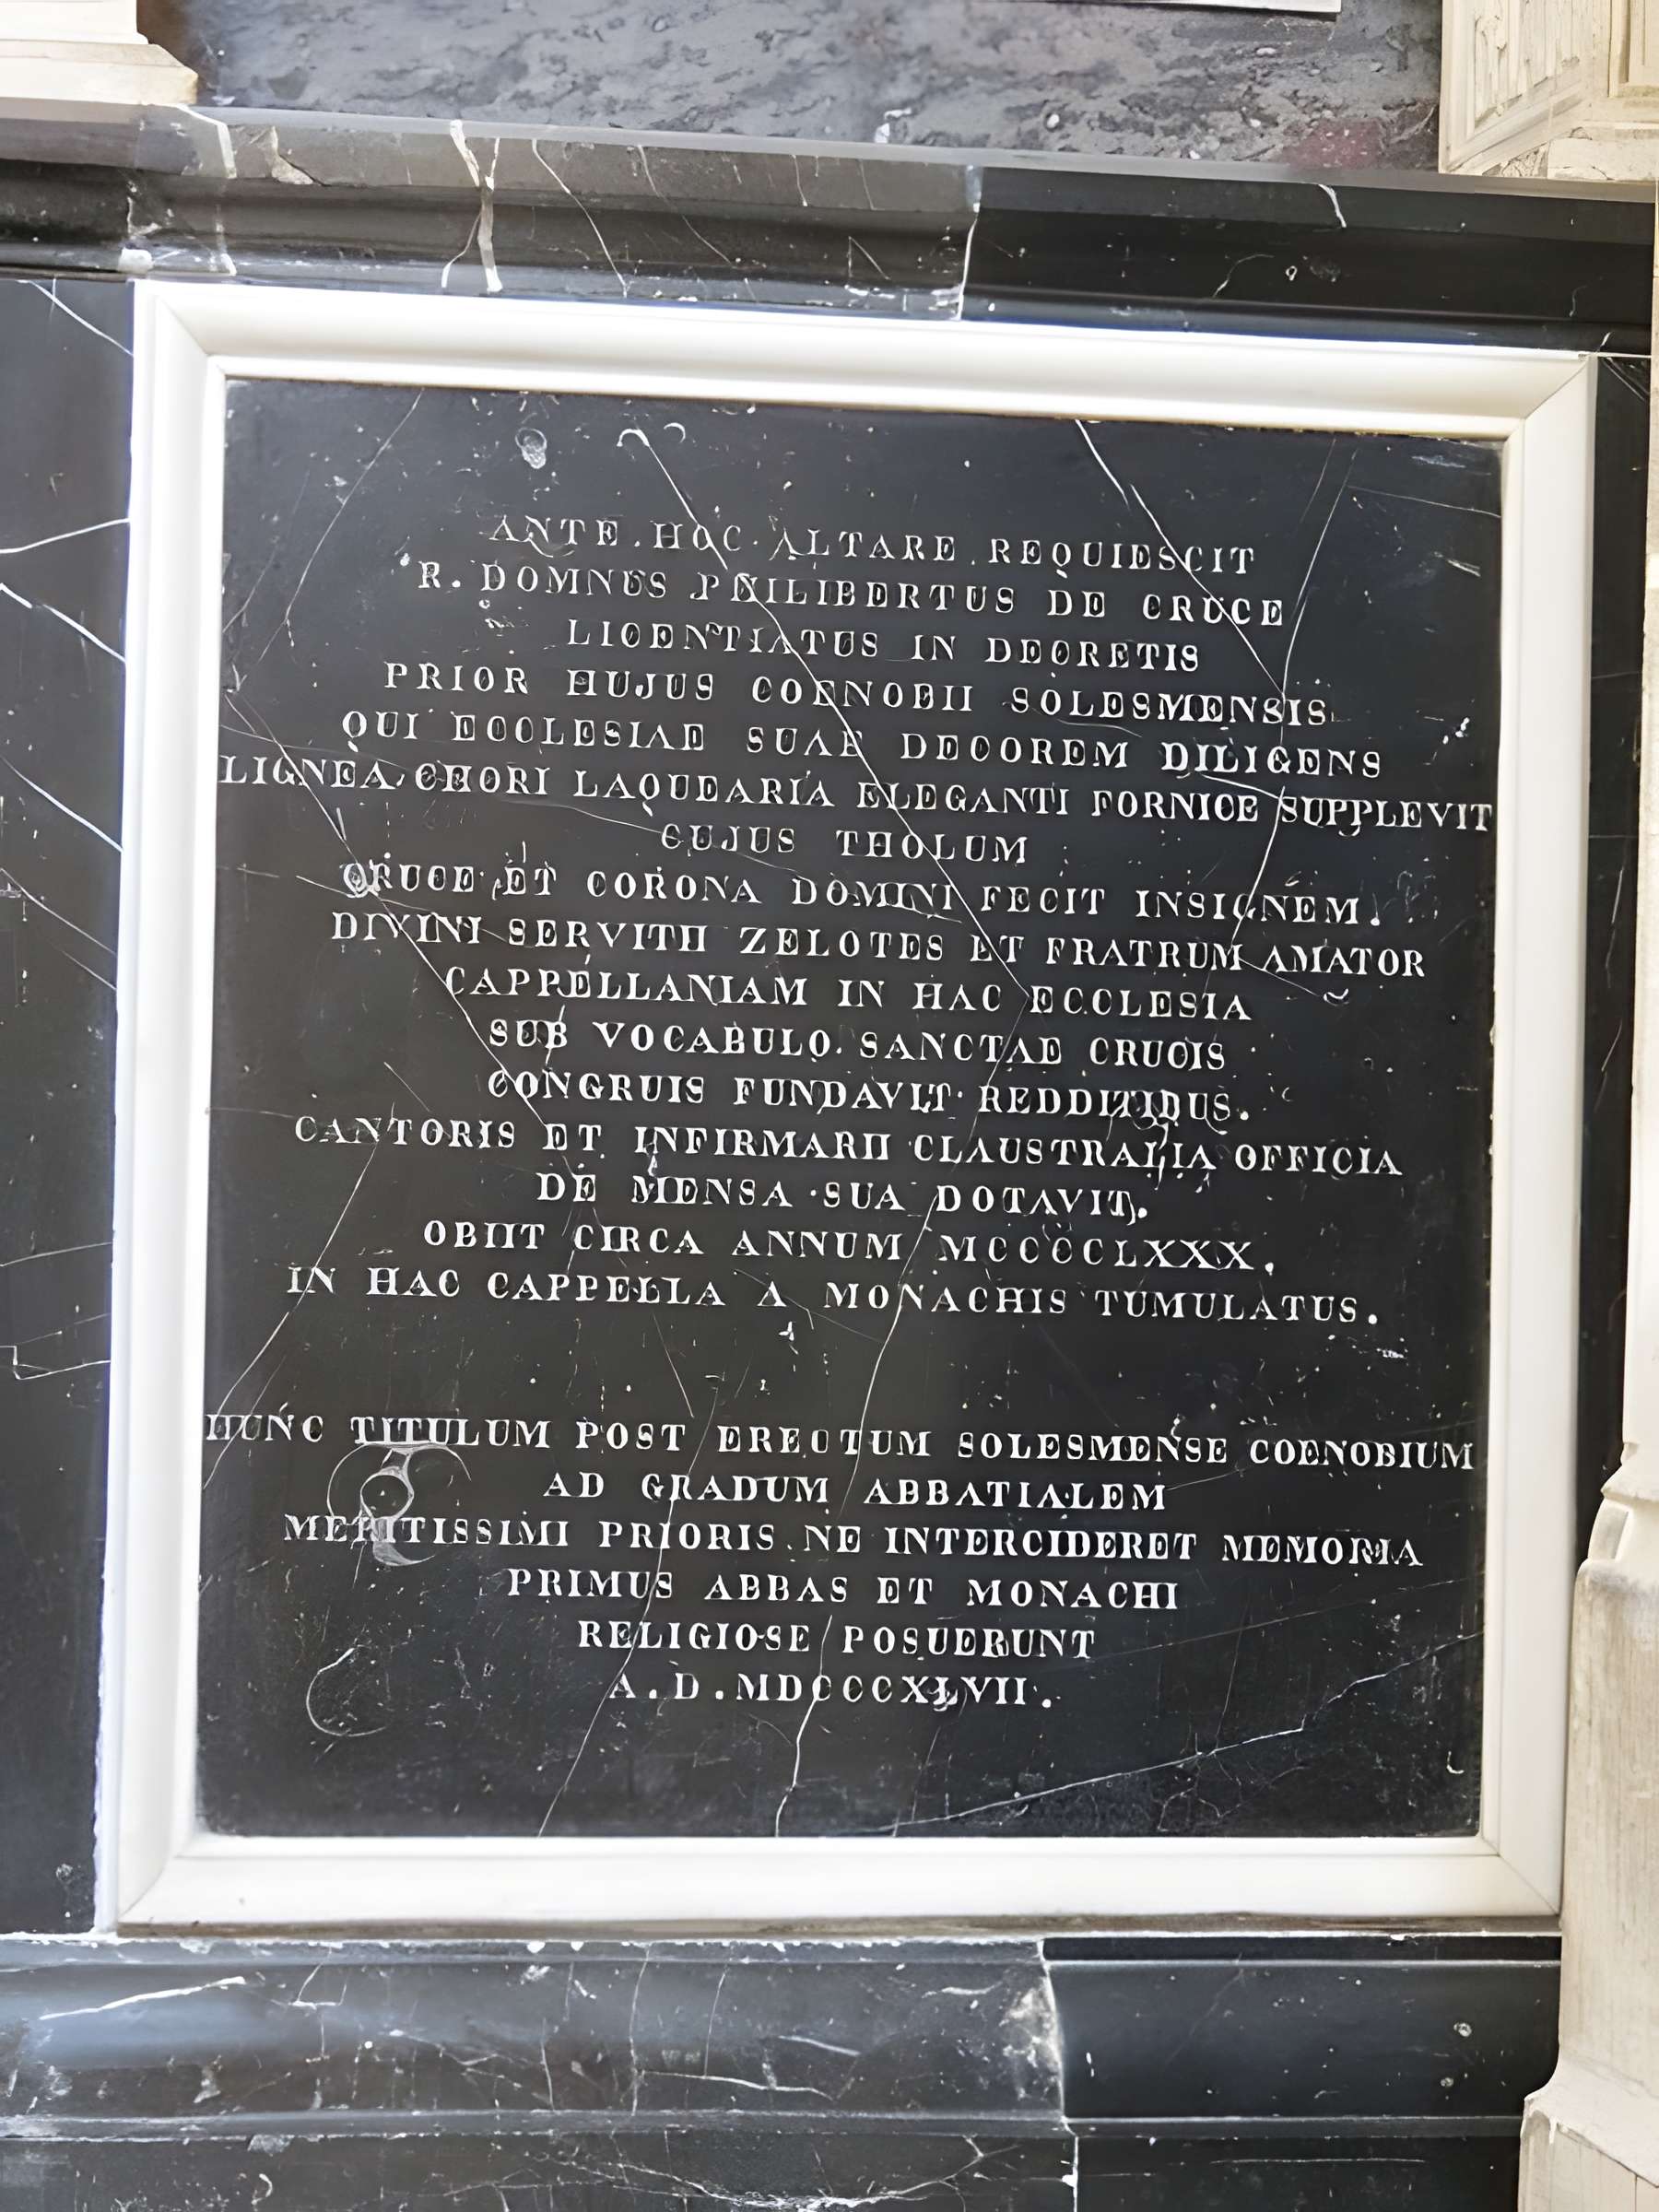 ANTE . HOC . ALTARE . REQUIESCIT
R. DOMNUS PHILIBERTUS DE CRUCE
LICENTIATUS IN DECRETIS
PRIOR HUJUS COENOBII SOLESMENSIS
QUI ECCLESIAE SUAE DECOREM DILIGENS
LIGNEA CHORI LAQUEARIA ELEGANTI FORNICE SUPPLEVIT
CUJUS THOLUM
CRUCE ET CORONA DOMINI FECIT INSIGNEM.
DIVINI SERVITII ZELOTES ET FRATRUM AMATOR
CAPPELLANIAM IN HAC ECCLESIA
SUB VOCABULO SANCTAE CRUCIS
CONGRUIS FUNDAVIT REDDITIBUS.
CANTORIS ET INFIRMARII CLAUSTRALIA OFFICIA
DE MENSA SUA DOTAVIT.
OBIIT CIRCA ANNUM MCCCCLXXX.
IN HAC CAPPELLA A MONACHIS TUMULATUS.
HUNC TITULUM POST ERECTUM SOLESMENSE COENOBIUM
AD GRADUM ABBATIALEM
MERITISSIMI PRIORIS NE INTERCIDERET MEMORIA
PRIMUS ABBAS ET MONACHI
RELIGIOSE POSUERUNT
A. D. MDCCCXLVII.